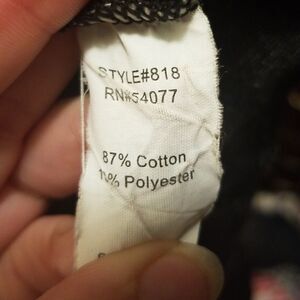 STYLE#818
RN#54077
87% Cotton
% Polyester